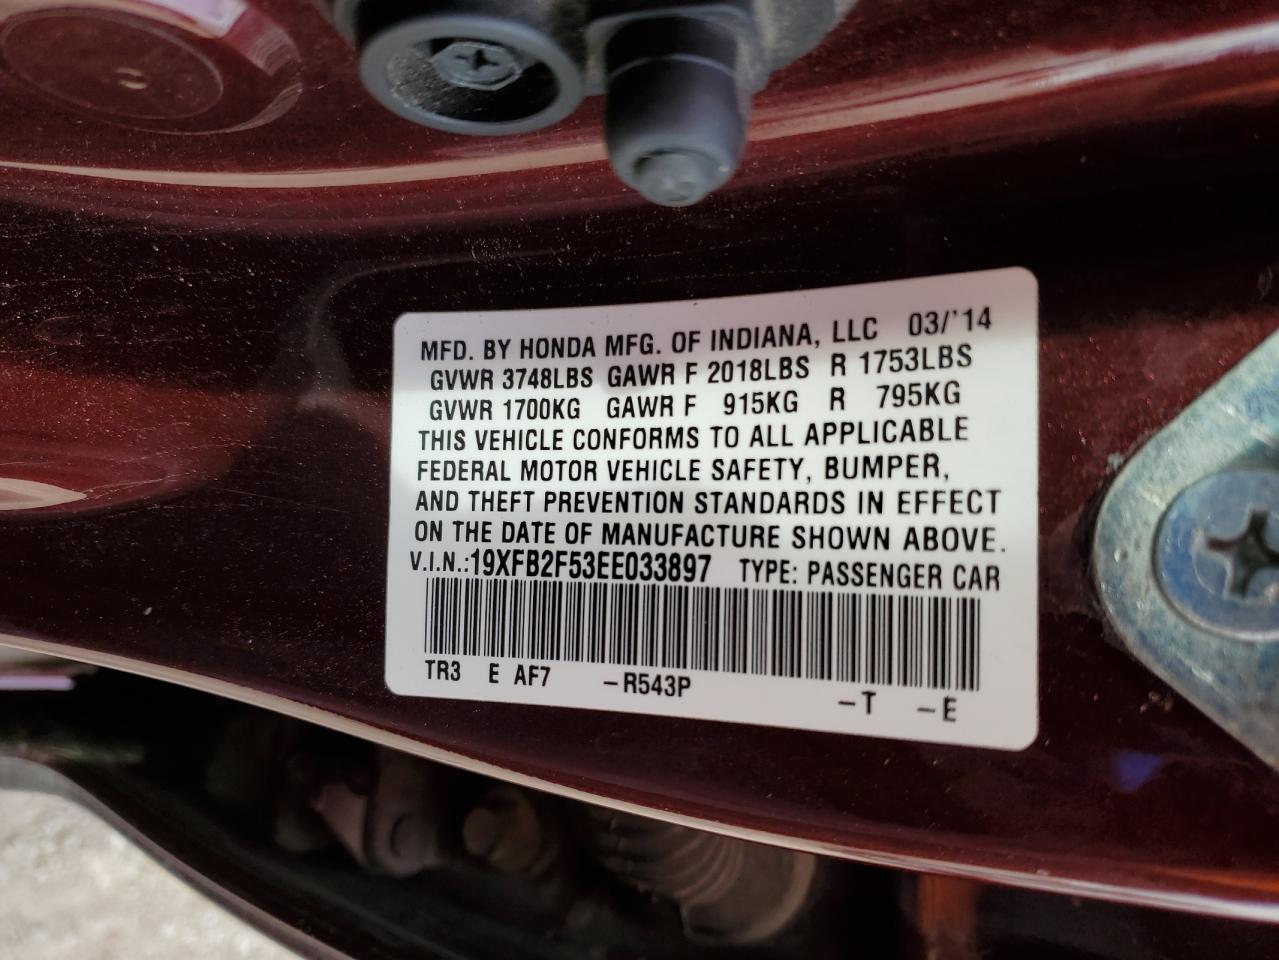 MFD. BY HONDA MFG. OF INDIANA, LLC 03/'14
GVWR 3748LBS GAWR F 2018LBS R 1753LBS
GVWR 1700KG GAWR F 915KG R 795KG
THIS VEHICLE CONFORMS TO ALL APPLICABLE
FEDERAL MOTOR VEHICLE SAFETY, BUMPER,
AND THEFT PREVENTION STANDARDS IN EFFECT
ON THE DATE OF MANUFACTURE SHOWN ABOVE.
V.I.N.:19XFB2F53EE033897 TYPE: PASSENGER CAR
TR3 E AF7 -R543P -T -E